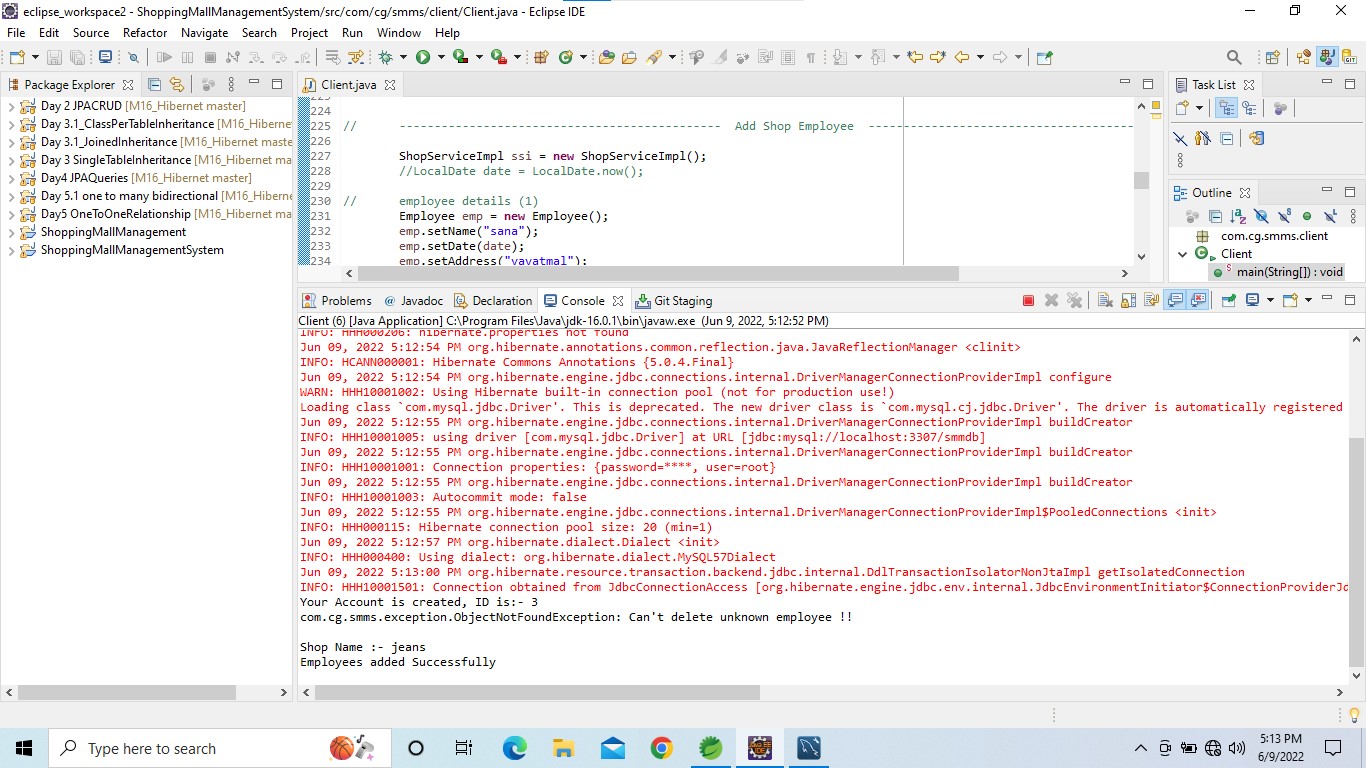 eclipse_workspace2 - ShoppingMallManagementSystem/src/com/cg/smms/client/Client.java - Eclipse IDE
File Edit Source Refactor Navigate Search Project Run Window Help
Package Explorer
Day 2 JPACRUD [M16_Hibernet master]
Day 3.1_ClassPerTableInheritance [M16_Hiberne
Day 3.1_JoinedInheritance [M16_Hibernet maste
Day 3 SingleTableInheritance [M16_Hibernet ma
Day4 JPAQueries [M16_Hibernet master]
Day 5.1 one to many bidirectional [M16_Hibern
Day5 OneToOneRelationship [M16_Hibernet ma
ShoppingMallManagement
ShoppingMallManagementSystem
Client.java
223
224
225 // ---------------------------------------------- Add Shop Employee --------------------------------------
226
227 ShopServiceImpl ssi = new ShopServiceImpl();
228 //LocalDate date = LocalDate.now();
229
230 // employee details (1)
231 Employee emp = new Employee();
232 emp.setName("sana");
233 emp.setDate(date);
234 emp.setAddress("yavatmal");
Task List
Outline
com.cg.smms.client
Client
main(String[]) : void
Problems @ Javadoc Declaration Console Git Staging
Client (6) [Java Application] C:\Program Files\Java\jdk-16.0.1\bin\javaw.exe (Jun 9, 2022, 5:12:52 PM)
INFO: HHH000206: hibernate.properties not found
Jun 09, 2022 5:12:54 PM org.hibernate.annotations.common.reflection.java.JavaReflectionManager <clinit>
INFO: HCANN000001: Hibernate Commons Annotations {5.0.4.Final}
Jun 09, 2022 5:12:54 PM org.hibernate.engine.jdbc.connections.internal.DriverManagerConnectionProviderImpl configure
WARN: HHH10001002: Using Hibernate built-in connection pool (not for production use!)
Loading class `com.mysql.jdbc.Driver'. This is deprecated. The new driver class is `com.mysql.cj.jdbc.Driver'. The driver is automatically registered
Jun 09, 2022 5:12:55 PM org.hibernate.engine.jdbc.connections.internal.DriverManagerConnectionProviderImpl buildCreator
INFO: HHH10001005: using driver [com.mysql.jdbc.Driver] at URL [jdbc:mysql://localhost:3307/smmdb]
Jun 09, 2022 5:12:55 PM org.hibernate.engine.jdbc.connections.internal.DriverManagerConnectionProviderImpl buildCreator
INFO: HHH10001001: Connection properties: {password=****, user=root}
Jun 09, 2022 5:12:55 PM org.hibernate.engine.jdbc.connections.internal.DriverManagerConnectionProviderImpl buildCreator
INFO: HHH10001003: Autocommit mode: false
Jun 09, 2022 5:12:55 PM org.hibernate.engine.jdbc.connections.internal.DriverManagerConnectionProviderImpl$PooledConnections <init>
INFO: HHH000115: Hibernate connection pool size: 20 (min=1)
Jun 09, 2022 5:12:57 PM org.hibernate.dialect.Dialect <init>
INFO: HHH000400: Using dialect: org.hibernate.dialect.MySQL57Dialect
Jun 09, 2022 5:13:00 PM org.hibernate.resource.transaction.backend.jdbc.internal.DdlTransactionIsolatorNonJtaImpl getIsolatedConnection
INFO: HHH10001501: Connection obtained from JdbcConnectionAccess [org.hibernate.engine.jdbc.env.internal.JdbcEnvironmentInitiator$ConnectionProviderJd
Your Account is created, ID is:- 3
com.cg.smms.exception.ObjectNotFoundException: Can't delete unknown employee !!
Shop Name :- jeans
Employees added Successfully
Type here to search
5:13 PM
6/9/2022